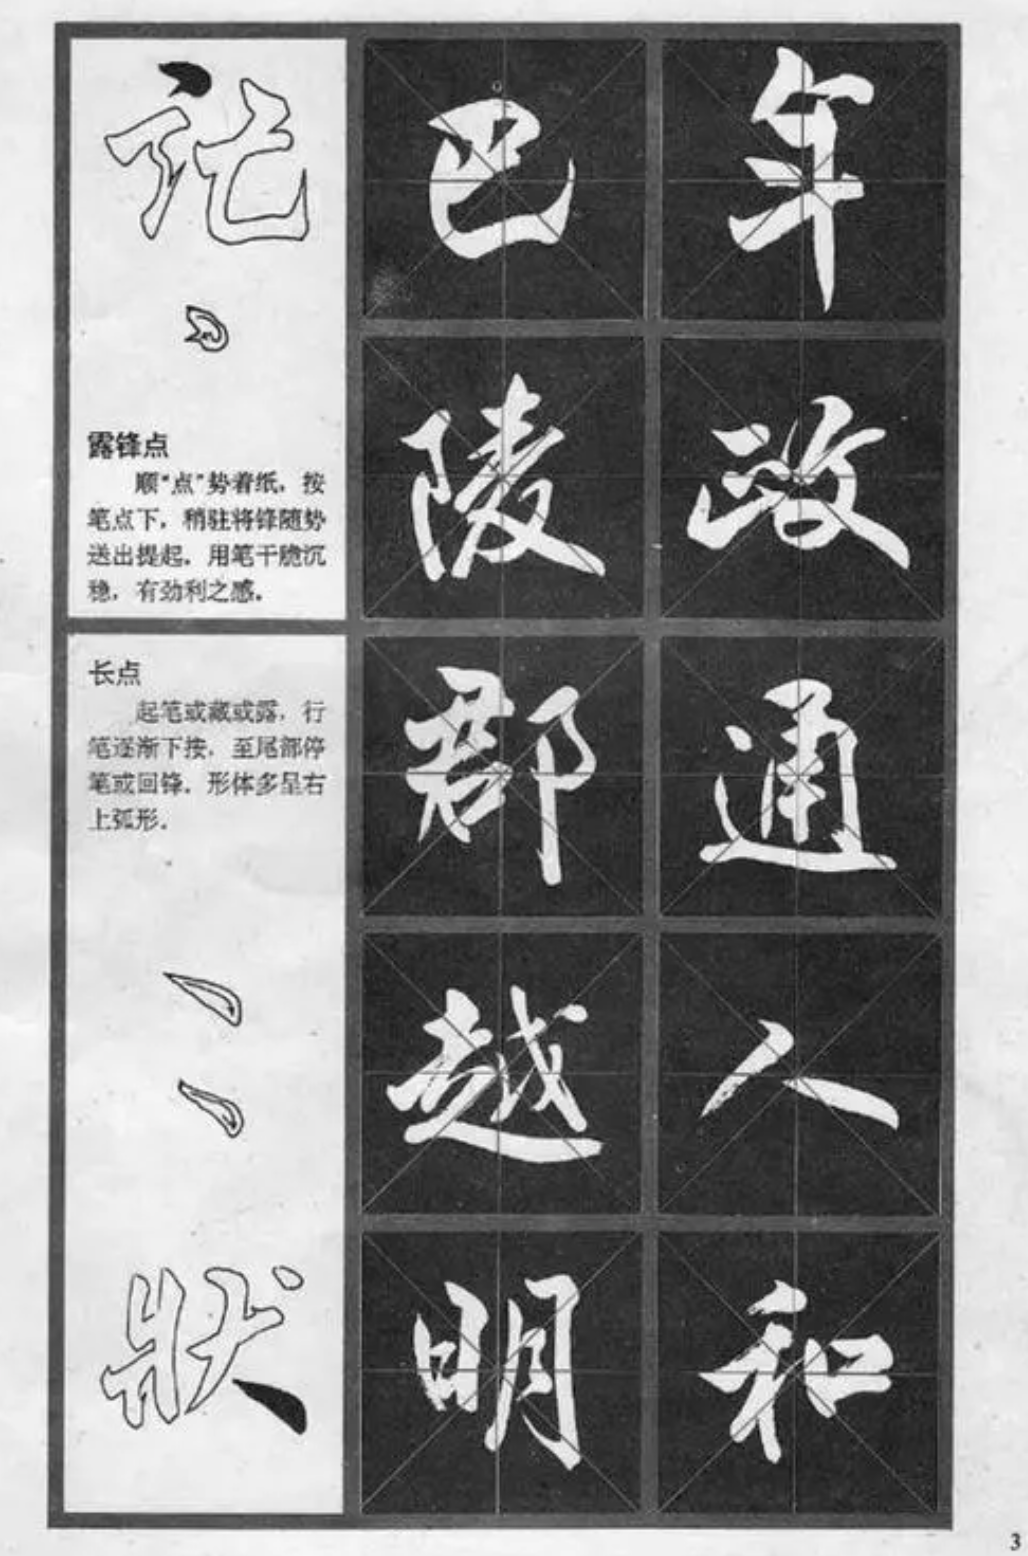 露锋点
顺“点”势着纸，按
笔点下，稍驻将锋随势
送出提起。用笔干脆沉
稳，有劲利之感。
长点
起笔或藏或露，行
笔逐渐下按，至尾部停
笔或回锋。形体多呈右
上弧形。
狀
巴陵郡越明
年政通人和
3